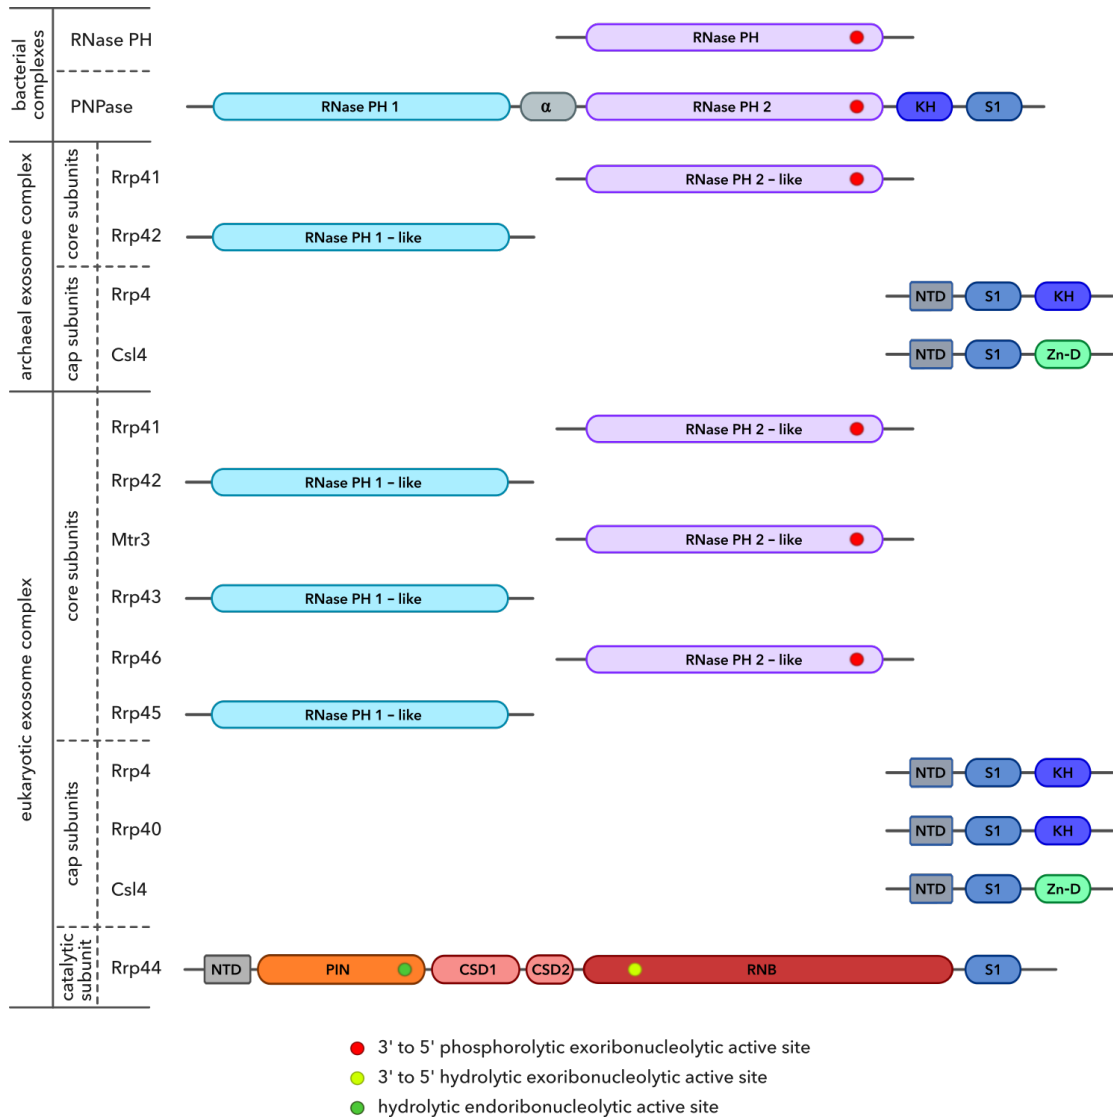 bacterial
complexes
RNase PH
RNase PH
PNPase
RNase PH 1
α
RNase PH 2
KH
S1
archaeal exosome complex
core subunits
Rrp41
RNase PH 2 – like
Rrp42
RNase PH 1 – like
cap subunits
Rrp4
NTD
S1
KH
Csl4
NTD
S1
Zn-D
eukaryotic exosome complex
core subunits
Rrp41
RNase PH 2 – like
Rrp42
RNase PH 1 – like
Mtr3
RNase PH 2 – like
Rrp43
RNase PH 1 – like
Rrp46
RNase PH 2 – like
Rrp45
RNase PH 1 – like
cap subunits
Rrp4
NTD
S1
KH
Rrp40
NTD
S1
KH
Csl4
NTD
S1
Zn-D
catalytic
subunit
Rrp44
NTD
PIN
CSD1
CSD2
RNB
S1
3' to 5' phosphorolytic exoribonucleolytic active site
3' to 5' hydrolytic exoribonucleolytic active site
hydrolytic endoribonucleolytic active site